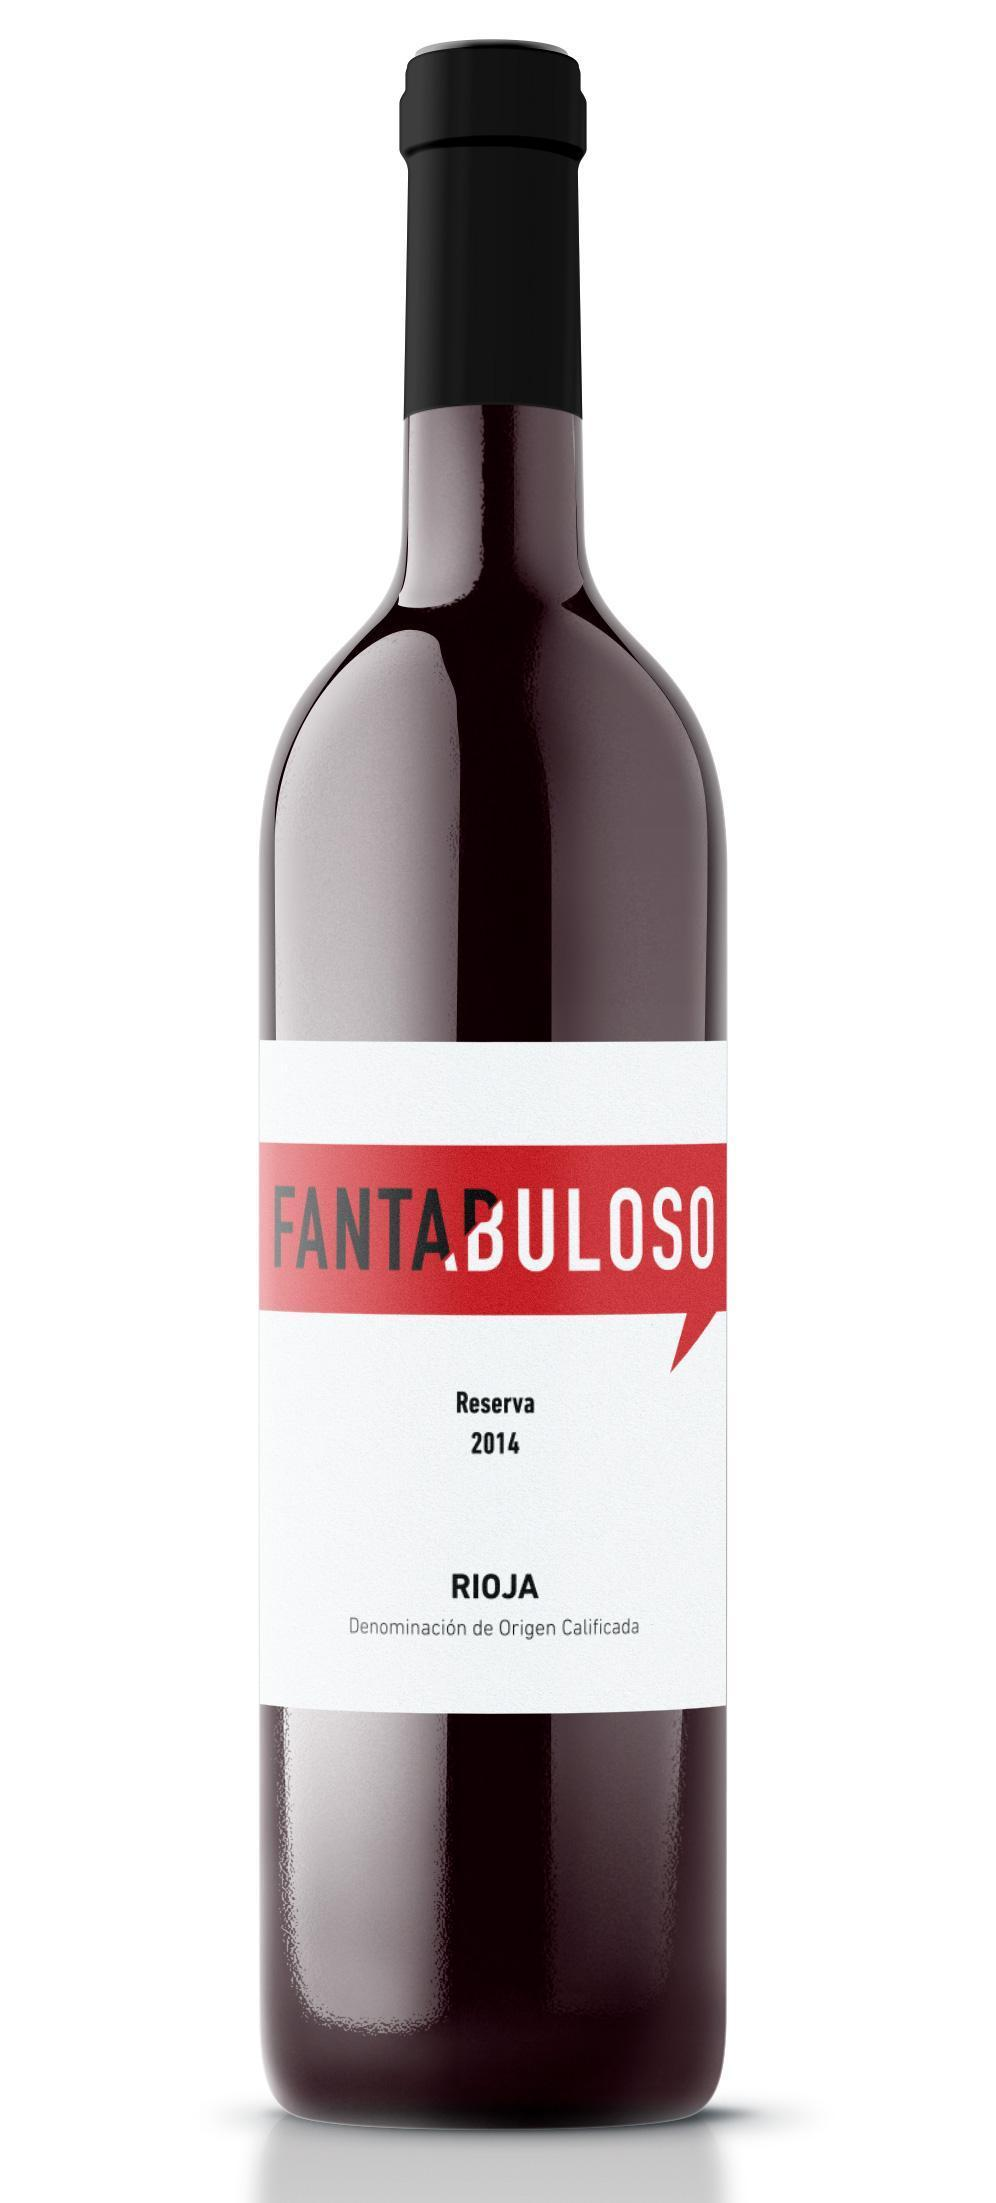 FANTABULOSO
Reserva
2014
RIOJA
Denominación de Origen Calificada